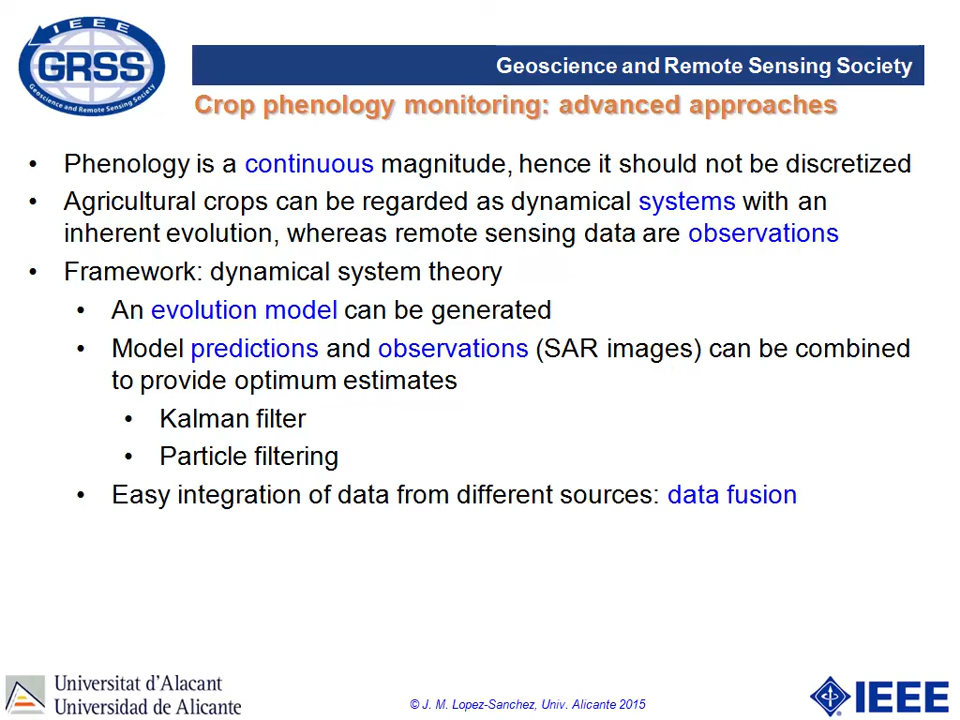 IEEE
GRSS
Geoscience and Remote Sensing Society
Geoscience and Remote Sensing Society
Crop phenology monitoring: advanced approaches
• Phenology is a continuous magnitude, hence it should not be discretized
• Agricultural crops can be regarded as dynamical systems with an
inherent evolution, whereas remote sensing data are observations
• Framework: dynamical system theory
• An evolution model can be generated
• Model predictions and observations (SAR images) can be combined
to provide optimum estimates
• Kalman filter
• Particle filtering
• Easy integration of data from different sources: data fusion
Universitat d'Alacant
Universidad de Alicante
© J. M. Lopez-Sanchez, Univ. Alicante 2015
IEEE